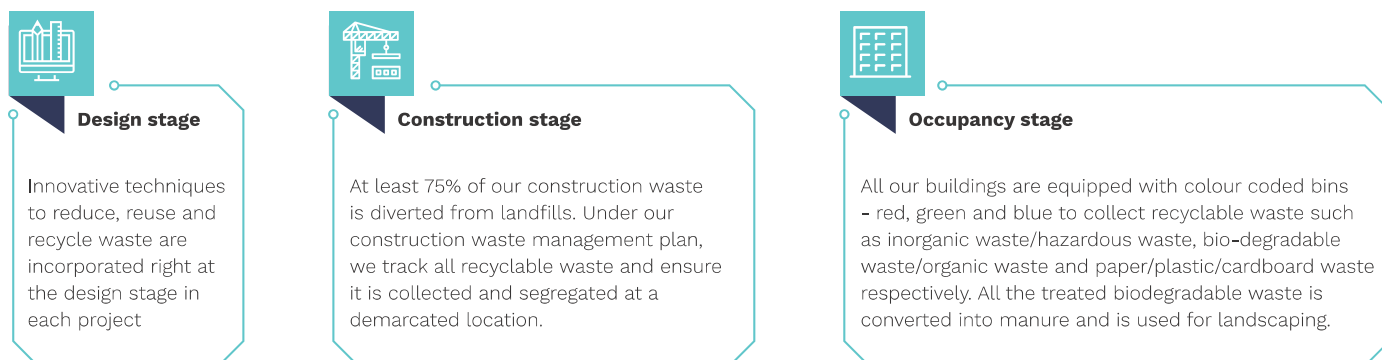 Design stage
Innovative techniques
to reduce, reuse and
recycle waste are
incorporated right at
the design stage in
each project
Construction stage
At least 75% of our construction waste
is diverted from landfills. Under our
construction waste management plan,
we track all recyclable waste and ensure
it is collected and segregated at a
demarcated location.
Occupancy stage
All our buildings are equipped with colour coded bins
- red, green and blue to collect recyclable waste such
as inorganic waste/hazardous waste, bio-degradable
waste/organic waste and paper/plastic/cardboard waste
respectively. All the treated biodegradable waste is
converted into manure and is used for landscaping.